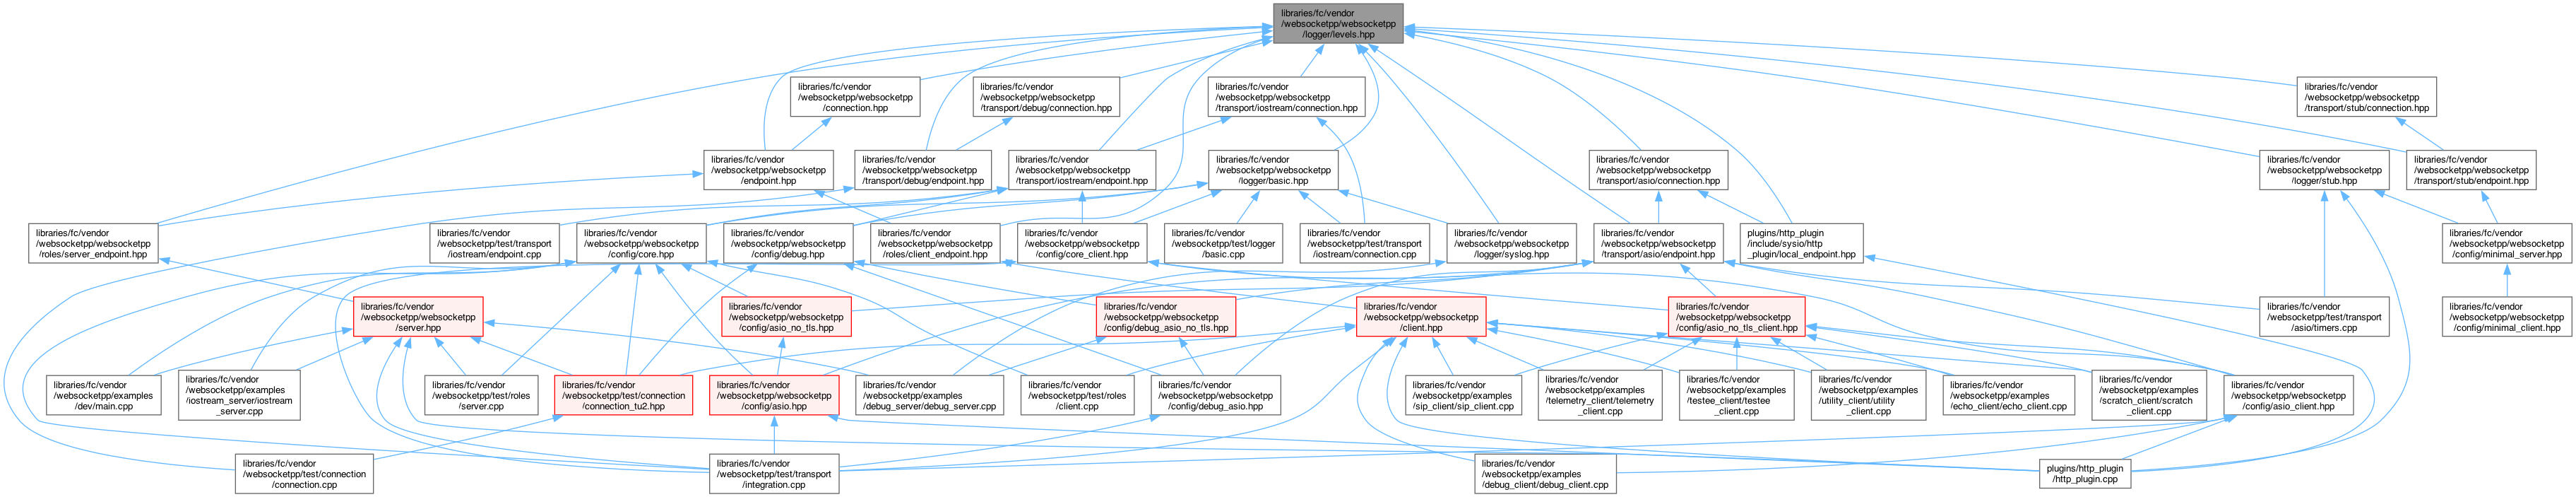 libraries/fc/vendor
/websocketpp/websocketpp
/logger/levels.hpp
libraries/fc/vendor
/websocketpp/websocketpp
/connection.hpp
libraries/fc/vendor
/websocketpp/websocketpp
/transport/debug/connection.hpp
libraries/fc/vendor
/websocketpp/websocketpp
/transport/iostream/connection.hpp
libraries/fc/vendor
/websocketpp/websocketpp
/transport/stub/connection.hpp
libraries/fc/vendor
/websocketpp/websocketpp
/endpoint.hpp
libraries/fc/vendor
/websocketpp/websocketpp
/transport/debug/endpoint.hpp
libraries/fc/vendor
/websocketpp/websocketpp
/transport/iostream/endpoint.hpp
libraries/fc/vendor
/websocketpp/websocketpp
/logger/basic.hpp
libraries/fc/vendor
/websocketpp/websocketpp
/transport/asio/connection.hpp
libraries/fc/vendor
/websocketpp/websocketpp
/logger/stub.hpp
libraries/fc/vendor
/websocketpp/websocketpp
/transport/stub/endpoint.hpp
libraries/fc/vendor
/websocketpp/websocketpp
/roles/server_endpoint.hpp
libraries/fc/vendor
/websocketpp/test/transport
/iostream/endpoint.cpp
libraries/fc/vendor
/websocketpp/websocketpp
/config/core.hpp
libraries/fc/vendor
/websocketpp/websocketpp
/config/debug.hpp
libraries/fc/vendor
/websocketpp/websocketpp
/roles/client_endpoint.hpp
libraries/fc/vendor
/websocketpp/websocketpp
/config/core_client.hpp
libraries/fc/vendor
/websocketpp/test/logger
/basic.cpp
libraries/fc/vendor
/websocketpp/test/transport
/iostream/connection.cpp
libraries/fc/vendor
/websocketpp/websocketpp
/logger/syslog.hpp
libraries/fc/vendor
/websocketpp/websocketpp
/transport/asio/endpoint.hpp
plugins/http_plugin
/include/sysio/http
_plugin/local_endpoint.hpp
libraries/fc/vendor
/websocketpp/websocketpp
/config/minimal_server.hpp
libraries/fc/vendor
/websocketpp/websocketpp
/server.hpp
libraries/fc/vendor
/websocketpp/websocketpp
/config/asio_no_tls.hpp
libraries/fc/vendor
/websocketpp/websocketpp
/config/debug_asio_no_tls.hpp
libraries/fc/vendor
/websocketpp/websocketpp
/client.hpp
libraries/fc/vendor
/websocketpp/websocketpp
/config/asio_no_tls_client.hpp
libraries/fc/vendor
/websocketpp/test/transport
/asio/timers.cpp
libraries/fc/vendor
/websocketpp/websocketpp
/config/minimal_client.hpp
libraries/fc/vendor
/websocketpp/examples
/dev/main.cpp
libraries/fc/vendor
/websocketpp/examples
/iostream_server/iostream
_server.cpp
libraries/fc/vendor
/websocketpp/test/roles
/server.cpp
libraries/fc/vendor
/websocketpp/test/connection
/connection_tu2.hpp
libraries/fc/vendor
/websocketpp/websocketpp
/config/asio.hpp
libraries/fc/vendor
/websocketpp/examples
/debug_server/debug_server.cpp
libraries/fc/vendor
/websocketpp/test/roles
/client.cpp
libraries/fc/vendor
/websocketpp/websocketpp
/config/debug_asio.hpp
libraries/fc/vendor
/websocketpp/examples
/sip_client/sip_client.cpp
libraries/fc/vendor
/websocketpp/examples
/telemetry_client/telemetry
_client.cpp
libraries/fc/vendor
/websocketpp/examples
/testee_client/testee
_client.cpp
libraries/fc/vendor
/websocketpp/examples
/utility_client/utility
_client.cpp
libraries/fc/vendor
/websocketpp/examples
/echo_client/echo_client.cpp
libraries/fc/vendor
/websocketpp/examples
/scratch_client/scratch
_client.cpp
libraries/fc/vendor
/websocketpp/websocketpp
/config/asio_client.hpp
libraries/fc/vendor
/websocketpp/test/connection
/connection.cpp
libraries/fc/vendor
/websocketpp/test/transport
/integration.cpp
libraries/fc/vendor
/websocketpp/examples
/debug_client/debug_client.cpp
plugins/http_plugin
/http_plugin.cpp